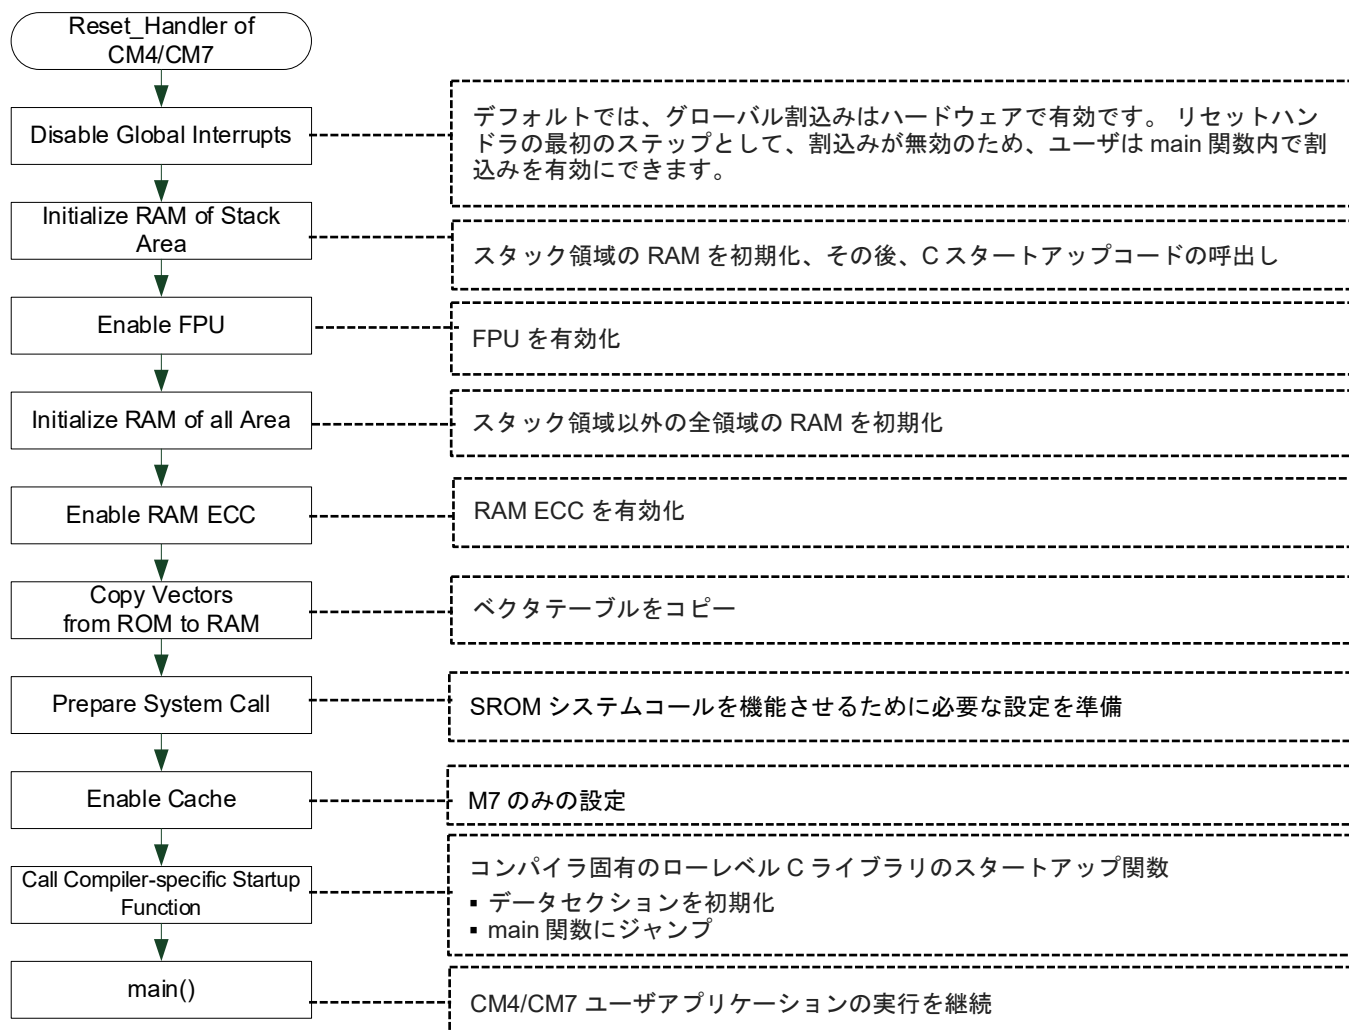 Reset_Handler of
CM4/CM7
Disable Global Interrupts
デフォルトでは、グローバル割込みはハードウェアで有効です。 リセットハン
ドラの最初のステップとして、割込みが無効のため、ユーザは main 関数内で割
込みを有効にできます。
Initialize RAM of Stack
Area
スタック領域の RAM を初期化、その後、C スタートアップコードの呼出し
Enable FPU
FPU を有効化
Initialize RAM of all Area
スタック領域以外の全領域の RAM を初期化
Enable RAM ECC
RAM ECC を有効化
Copy Vectors
from ROM to RAM
ベクタテーブルをコピー
Prepare System Call
SROM システムコールを機能させるために必要な設定を準備
Enable Cache
M7 のみの設定
Call Compiler-specific Startup
Function
コンパイラ固有のローレベル C ライブラリのスタートアップ関数
▪ データセクションを初期化
▪ main 関数にジャンプ
main()
CM4/CM7 ユーザアプリケーションの実行を継続